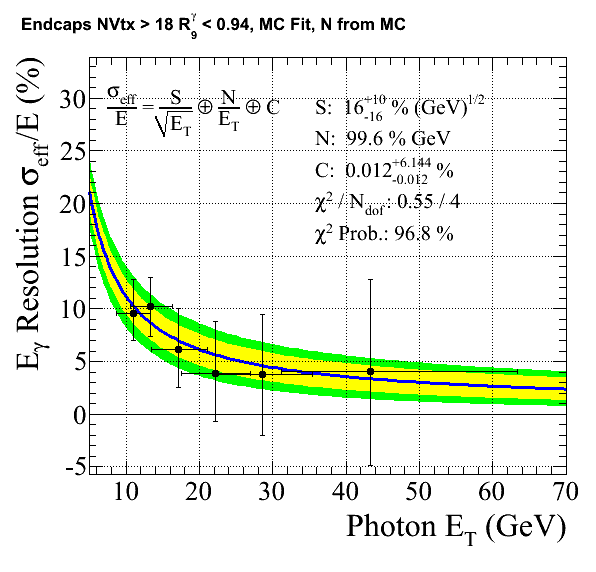 Endcaps NVtx > 18 R₉^γ < 0.94, MC Fit, N from MC
E_γ Resolution σ_eff/E (%)
σ_eff/E = S/√E_T ⊕ N/E_T ⊕ C
S: 16 +10 -16 % (GeV)^1/2
N: 99.6 % GeV
C: 0.012 +6.144 -0.012 %
χ² / N_dof: 0.55 / 4
χ² Prob.: 96.8 %
30
25
20
15
10
5
0
-5
10 20 30 40 50 60 70
Photon E_T (GeV)